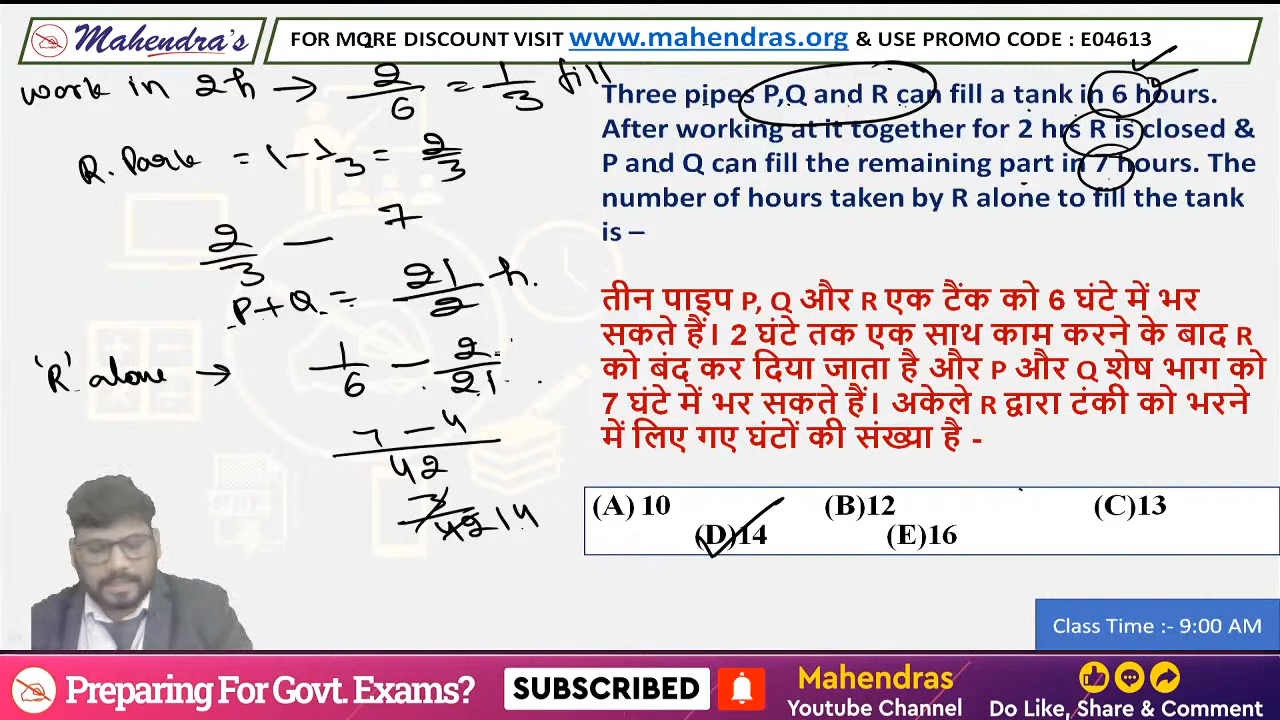 Mahendra's
FOR MORE DISCOUNT VISIT www.mahendras.org & USE PROMO CODE : E04613
work in 2h → 2/6 = 1/3 fill
R. Part = 1-1/3 = 2/3
2/3 — 7
P+Q = 21/2 h.
'R' alone → 1/6 - 2/21
7-4/42
3/42 14
Three pipes P,Q and R can fill a tank in 6 hours.
After working at it together for 2 hrs R is closed &
P and Q can fill the remaining part in 7 hours. The
number of hours taken by R alone to fill the tank
is –
तीन पाइप P, Q और R एक टैंक को 6 घंटे में भर
सकते हैं। 2 घंटे तक एक साथ काम करने के बाद R
को बंद कर दिया जाता है और P और Q शेष भाग को
7 घंटे में भर सकते हैं। अकेले R द्वारा टंकी को भरने
में लिए गए घंटों की संख्या है -
(A) 10 (B)12 (C)13
(D)14 (E)16
Class Time :- 9:00 AM
Preparing For Govt. Exams? SUBSCRIBED
Mahendras
Youtube Channel
Do Like, Share & Comment